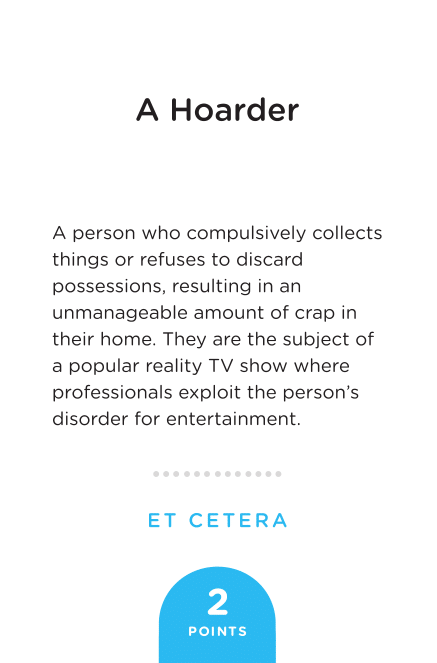 A Hoarder
A person who compulsively collects
things or refuses to discard
possessions, resulting in an
unmanageable amount of crap in
their home. They are the subject of
a popular reality TV show where
professionals exploit the person’s
disorder for entertainment.
ET CETERA
2
POINTS